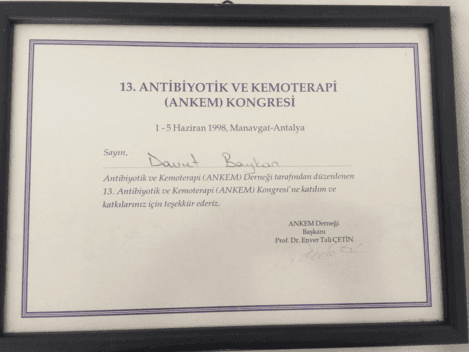 13. ANTİBİYOTİK VE KEMOTERAPİ
(ANKEM) KONGRESİ
1 - 5 Haziran 1998, Manavgat-Antalya
Sayın,
Davut Baykan
Antibiyotik ve Kemoterapi (ANKEM) Derneği tarafından düzenlenen
13. Antibiyotik ve Kemoterapi (ANKEM) Kongresi'ne katılım ve
katkılarınız için teşekkür ederiz.
ANKEM Derneği
Başkanı
Prof. Dr. Enver Tali ÇETİN